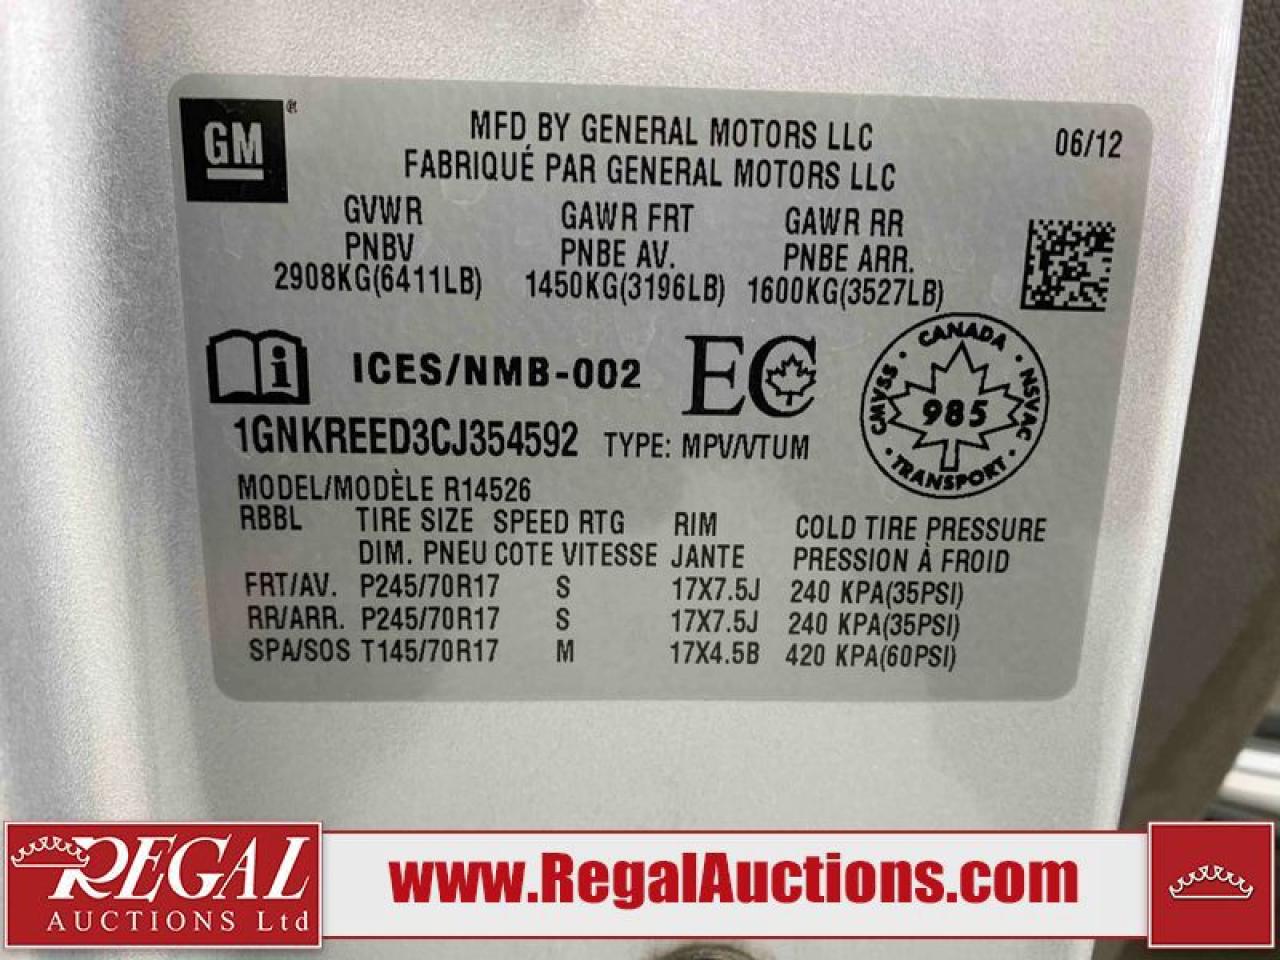 GM ®
MFD BY GENERAL MOTORS LLC
06/12
FABRIQUÉ PAR GENERAL MOTORS LLC
GVWR GAWR FRT GAWR RR
PNBV PNBE AV. PNBE ARR.
2908KG(6411LB) 1450KG(3196LB) 1600KG(3527LB)
i ICES/NMB-002 EC
CANADA
CMVSS 985 NSVAC
TRANSPORT
1GNKREED3CJ354592 TYPE: MPV/VTUM
MODEL/MODÈLE R14526
RBBL TIRE SIZE SPEED RTG RIM COLD TIRE PRESSURE
DIM. PNEU COTE VITESSE JANTE PRESSION À FROID
FRT/AV. P245/70R17 S 17X7.5J 240 KPA(35PSI)
RR/ARR. P245/70R17 S 17X7.5J 240 KPA(35PSI)
SPA/SOS T145/70R17 M 17X4.5B 420 KPA(60PSI)
REGAL
AUCTIONS Ltd
www.RegalAuctions.com